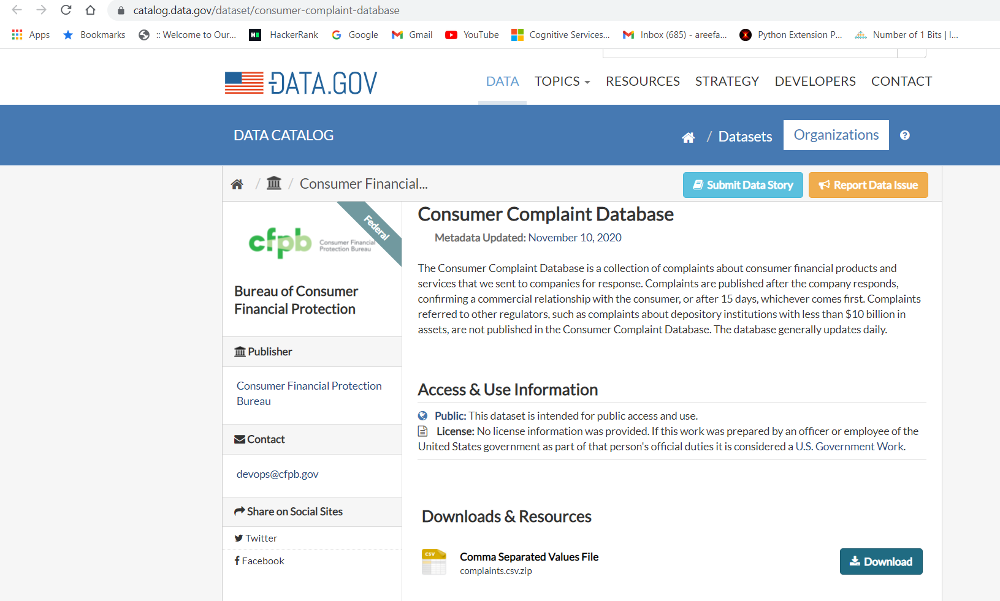 catalog.data.gov/dataset/consumer-complaint-database
Apps Bookmarks :: Welcome to Our... HackerRank Google Gmail YouTube Cognitive Services... Inbox (685) - areefa... Python Extension P... Number of 1 Bits | I...
DATA.GOV
DATA TOPICS RESOURCES STRATEGY DEVELOPERS CONTACT
DATA CATALOG
/ Datasets Organizations ?
/ / Consumer Financial...
Submit Data Story Report Data Issue
Federal
cfpb Consumer Financial
Protection Bureau
Bureau of Consumer
Financial Protection
Publisher
Consumer Financial Protection
Bureau
Contact
devops@cfpb.gov
Share on Social Sites
Twitter
Facebook
Consumer Complaint Database
Metadata Updated: November 10, 2020
The Consumer Complaint Database is a collection of complaints about consumer financial products and
services that we sent to companies for response. Complaints are published after the company responds,
confirming a commercial relationship with the consumer, or after 15 days, whichever comes first. Complaints
referred to other regulators, such as complaints about depository institutions with less than $10 billion in
assets, are not published in the Consumer Complaint Database. The database generally updates daily.
Access & Use Information
Public: This dataset is intended for public access and use.
License: No license information was provided. If this work was prepared by an officer or employee of the
United States government as part of that person's official duties it is considered a U.S. Government Work.
Downloads & Resources
CSV
Comma Separated Values File
complaints.csv.zip
Download